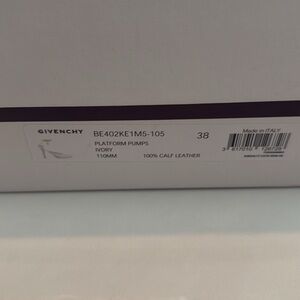 GIVENCHY
BE402KE1M5-105
38
Made in ITALY
PLATFORM PUMPS
IVORY
110MM 100% CALF LEATHER